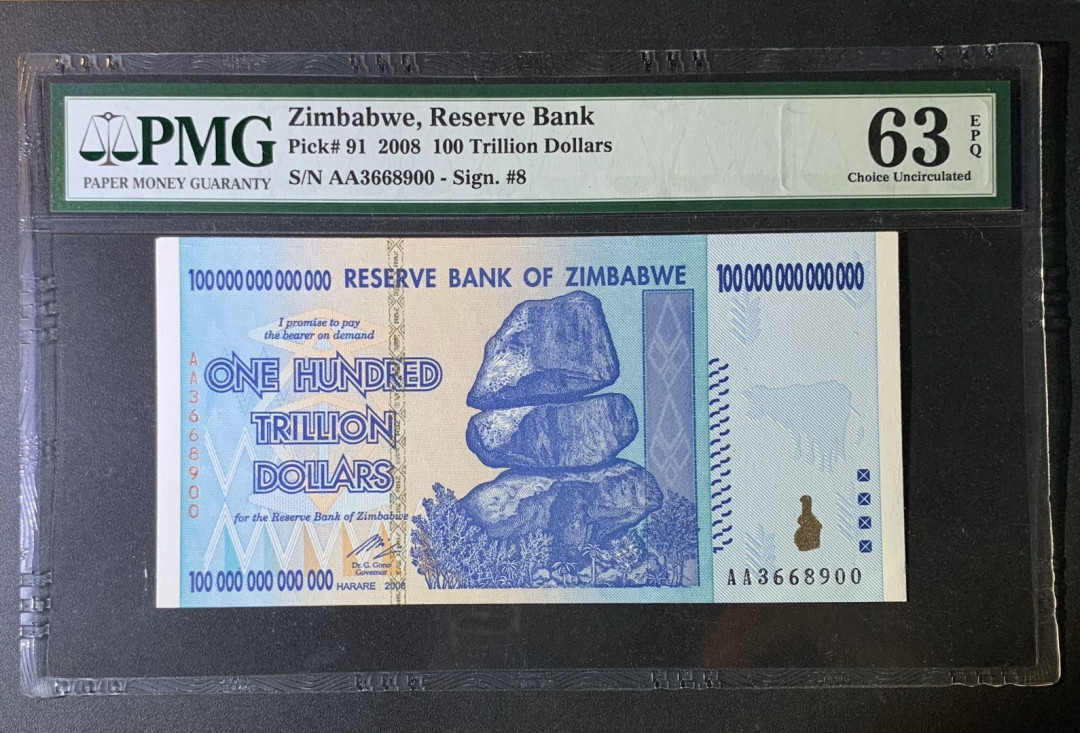 PMG
PAPER MONEY GUARANTY
Zimbabwe, Reserve Bank
Pick# 91 2008 100 Trillion Dollars
S/N AA3668900 - Sign. #8
63
EPQ
Choice Uncirculated
100 000 000 000 000 RESERVE BANK OF ZIMBABWE 100 000 000 000 000
I promise to pay
the bearer on demand
ONE HUNDRED
TRILLION
DOLLARS
AA3668900
for the Reserve Bank of Zimbabwe
Dr. G. Gono
Governor
100 000 000 000 000 HARARE 2008
AA3668900